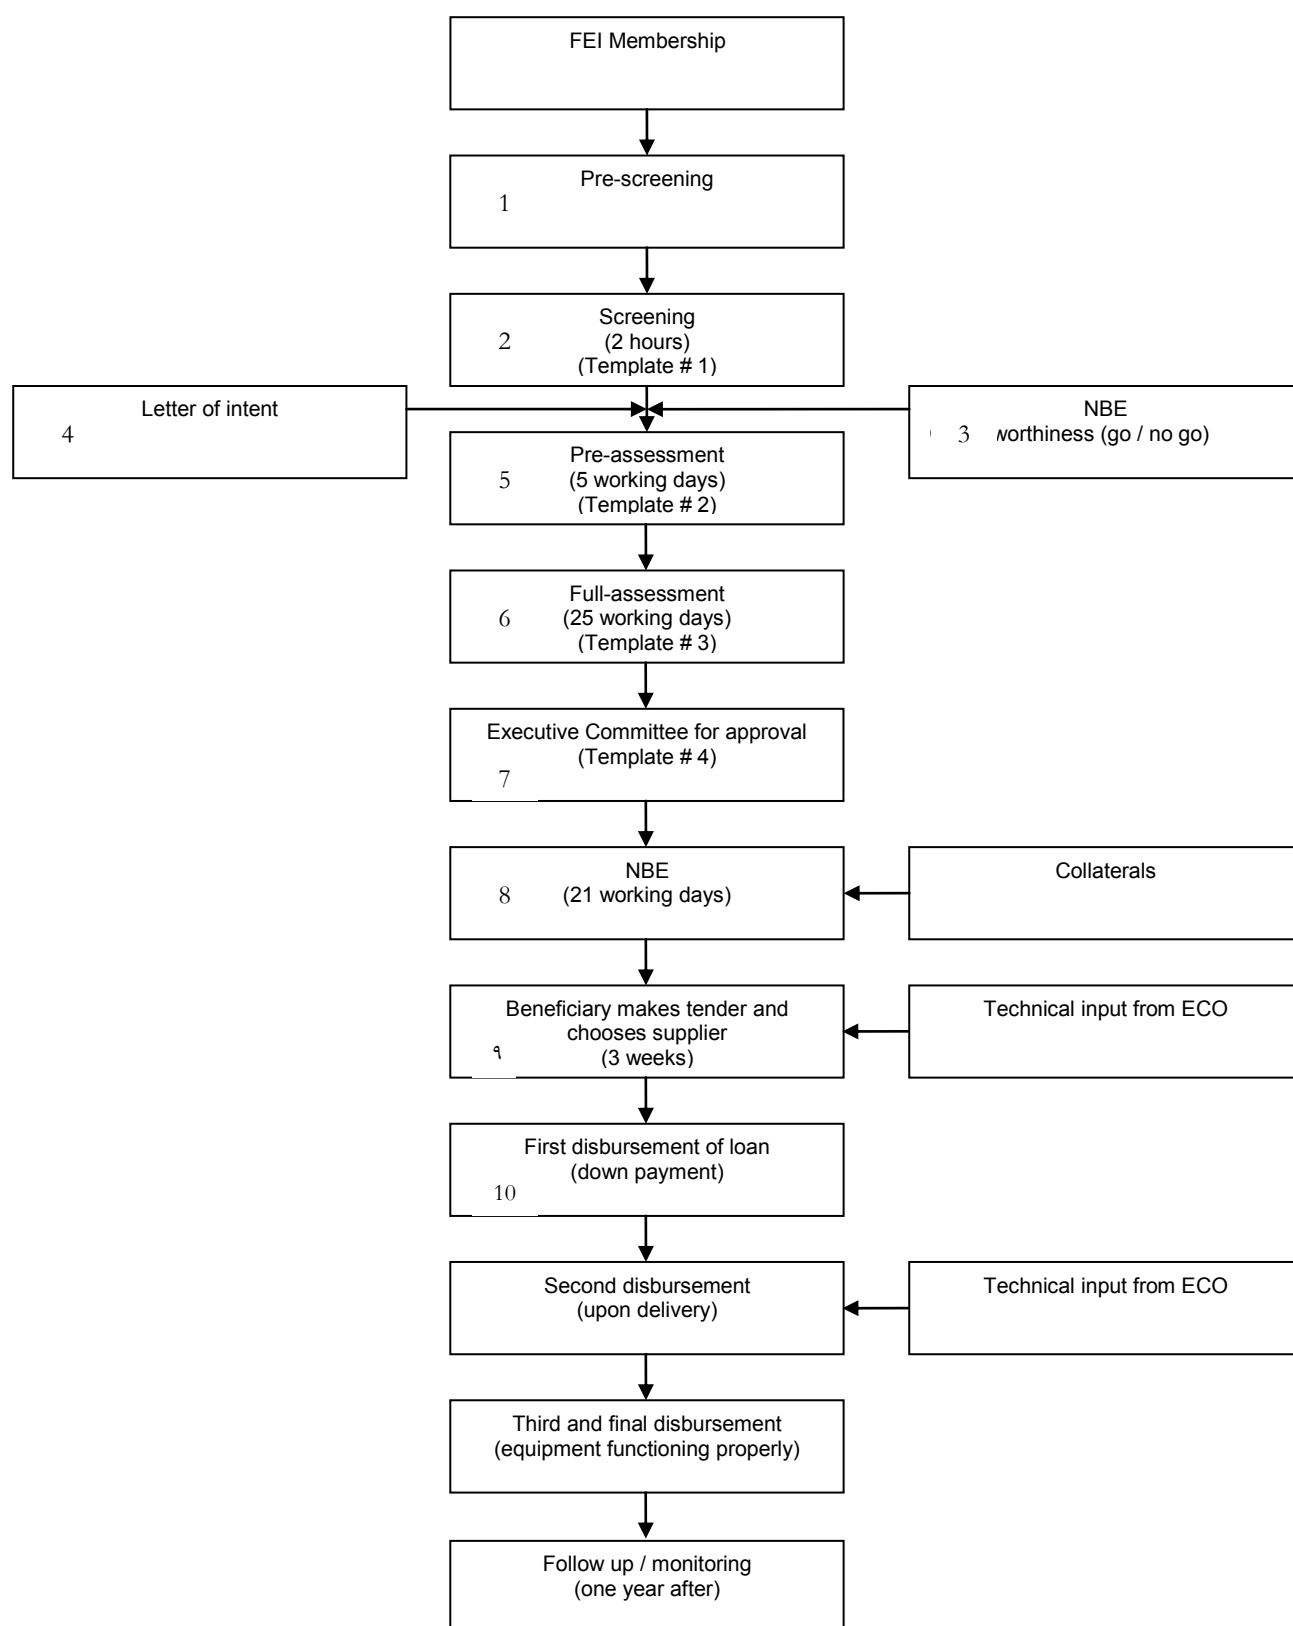 FEI Membership
Pre-screening
1
Screening
2
(2 hours)
(Template # 1)
Letter of intent
4
NBE
3 worthiness (go / no go)
Pre-assessment
5
(5 working days)
(Template # 2)
Full-assessment
6
(25 working days)
(Template # 3)
Executive Committee for approval
(Template # 4)
7
NBE
8
(21 working days)
Collaterals
Beneficiary makes tender and
chooses supplier
٩
(3 weeks)
Technical input from ECO
First disbursement of loan
(down payment)
10
Second disbursement
(upon delivery)
Technical input from ECO
Third and final disbursement
(equipment functioning properly)
Follow up / monitoring
(one year after)